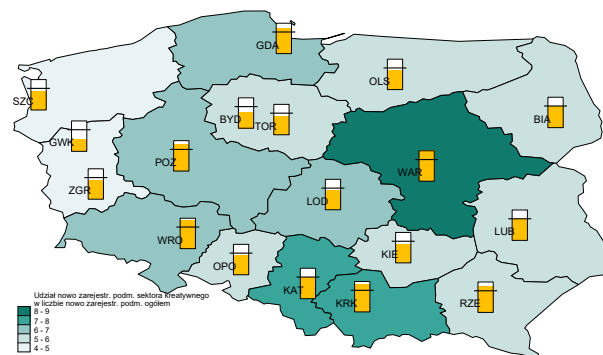 GDA
OLS
SZC
BYD
TOR
BIA
GWK
POZ
WAR
ZGR
LOD
LUB
WRO
KIE
OPO
KAT
KRK
RZE
Udział nowo zarejestr. podm. sektora kreatywnego
w liczbie nowo zarejestr. podm. ogółem
8 - 9
7 - 8
6 - 7
5 - 6
4 - 5